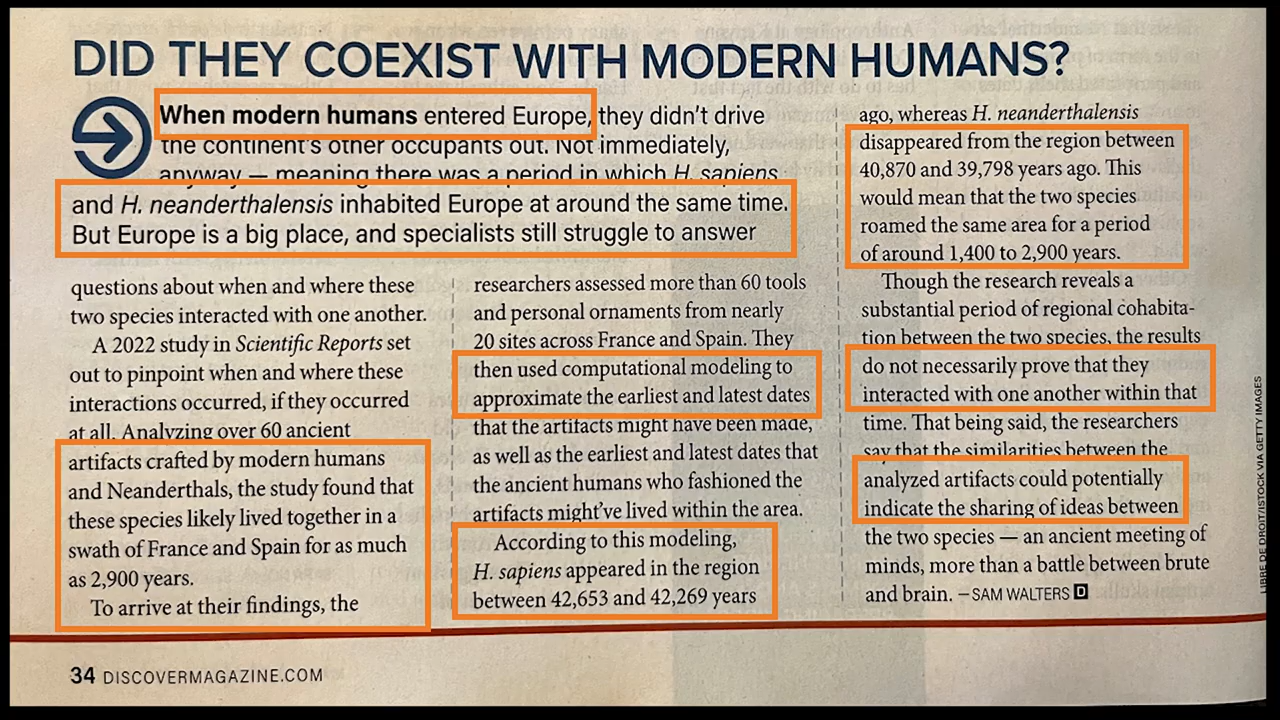 DID THEY COEXIST WITH MODERN HUMANS?
When modern humans entered Europe, they didn't drive
the continent's other occupants out. Not immediately,
anyway — meaning there was a period in which H. sapiens
and H. neanderthalensis inhabited Europe at around the same time.
But Europe is a big place, and specialists still struggle to answer
questions about when and where these
two species interacted with one another.
A 2022 study in Scientific Reports set
out to pinpoint when and where these
interactions occurred, if they occurred
at all. Analyzing over 60 ancient
artifacts crafted by modern humans
and Neanderthals, the study found that
these species likely lived together in a
swath of France and Spain for as much
as 2,900 years.
To arrive at their findings, the
researchers assessed more than 60 tools
and personal ornaments from nearly
20 sites across France and Spain. They
then used computational modeling to
approximate the earliest and latest dates
that the artifacts might have been made,
as well as the earliest and latest dates that
the ancient humans who fashioned the
artifacts might've lived within the area.
According to this modeling,
H. sapiens appeared in the region
between 42,653 and 42,269 years
ago, whereas H. neanderthalensis
disappeared from the region between
40,870 and 39,798 years ago. This
would mean that the two species
roamed the same area for a period
of around 1,400 to 2,900 years.
Though the research reveals a
substantial period of regional cohabita-
tion between the two species, the results
do not necessarily prove that they
interacted with one another within that
time. That being said, the researchers
say that the similarities between the
analyzed artifacts could potentially
indicate the sharing of ideas between
the two species — an ancient meeting of
minds, more than a battle between brute
and brain. —SAM WALTERS D
LIBRE DE DROIT/ISTOCK VIA GETTY IMAGES
34 DISCOVERMAGAZINE.COM